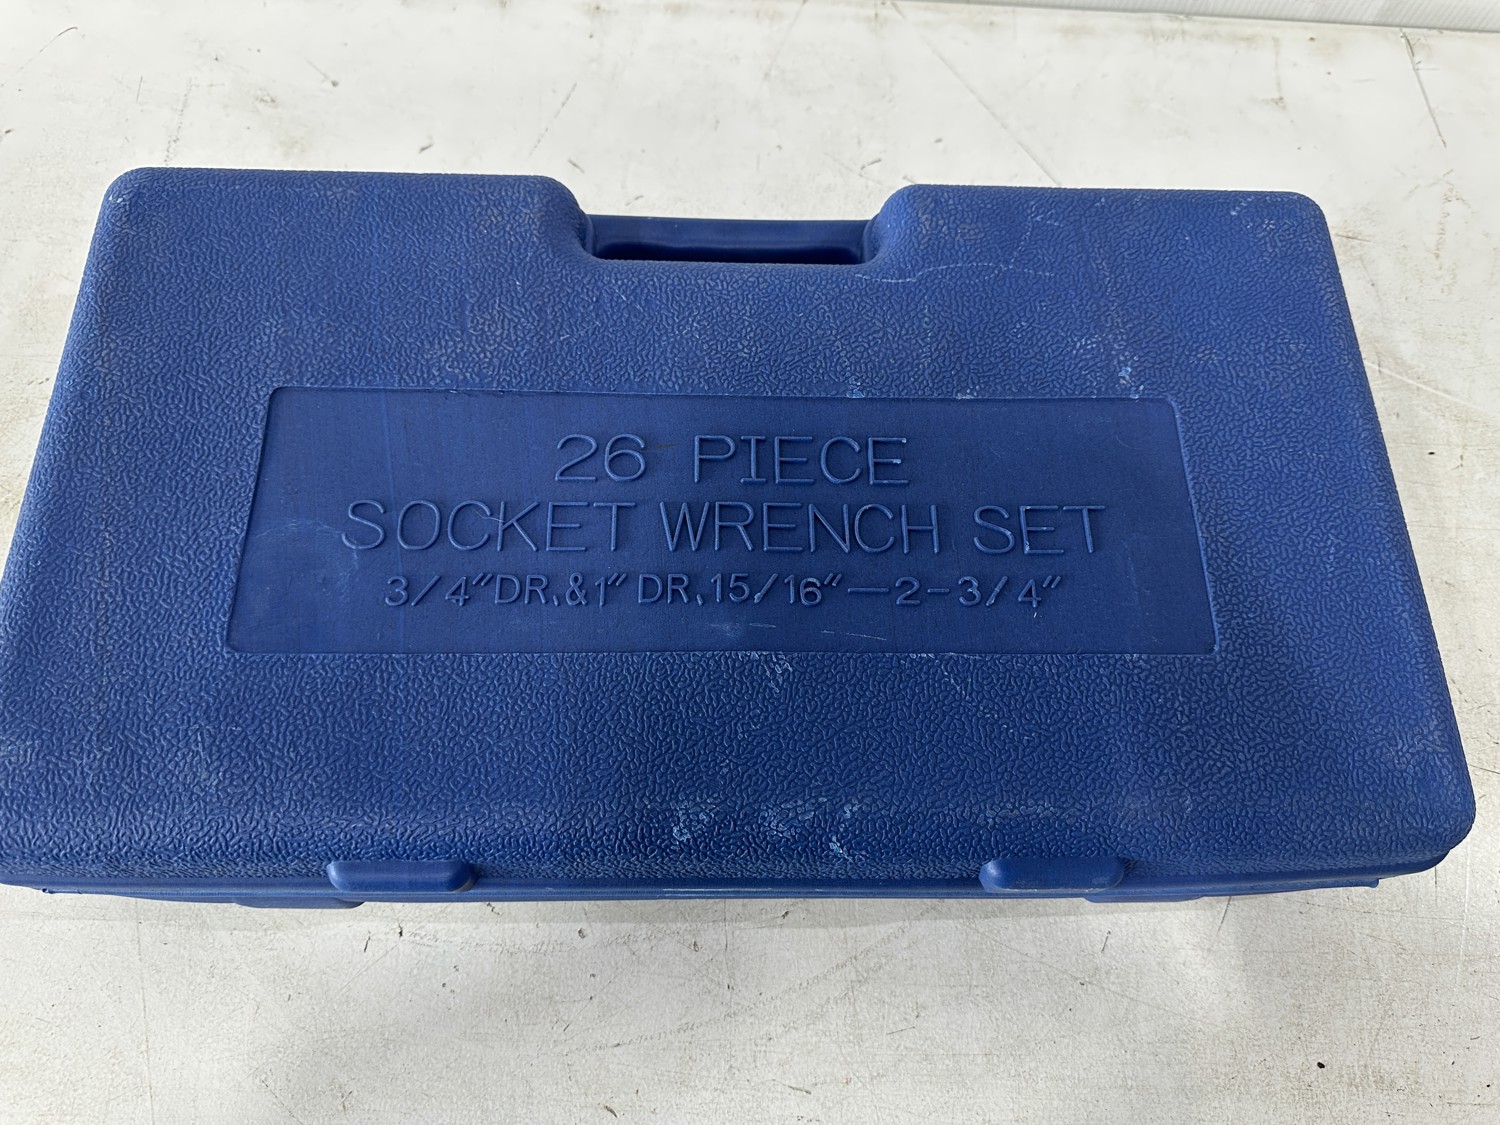 26 PIECE
SOCKET WRENCH SET
3/4"DR.&1"DR.15/16"—2-3/4"